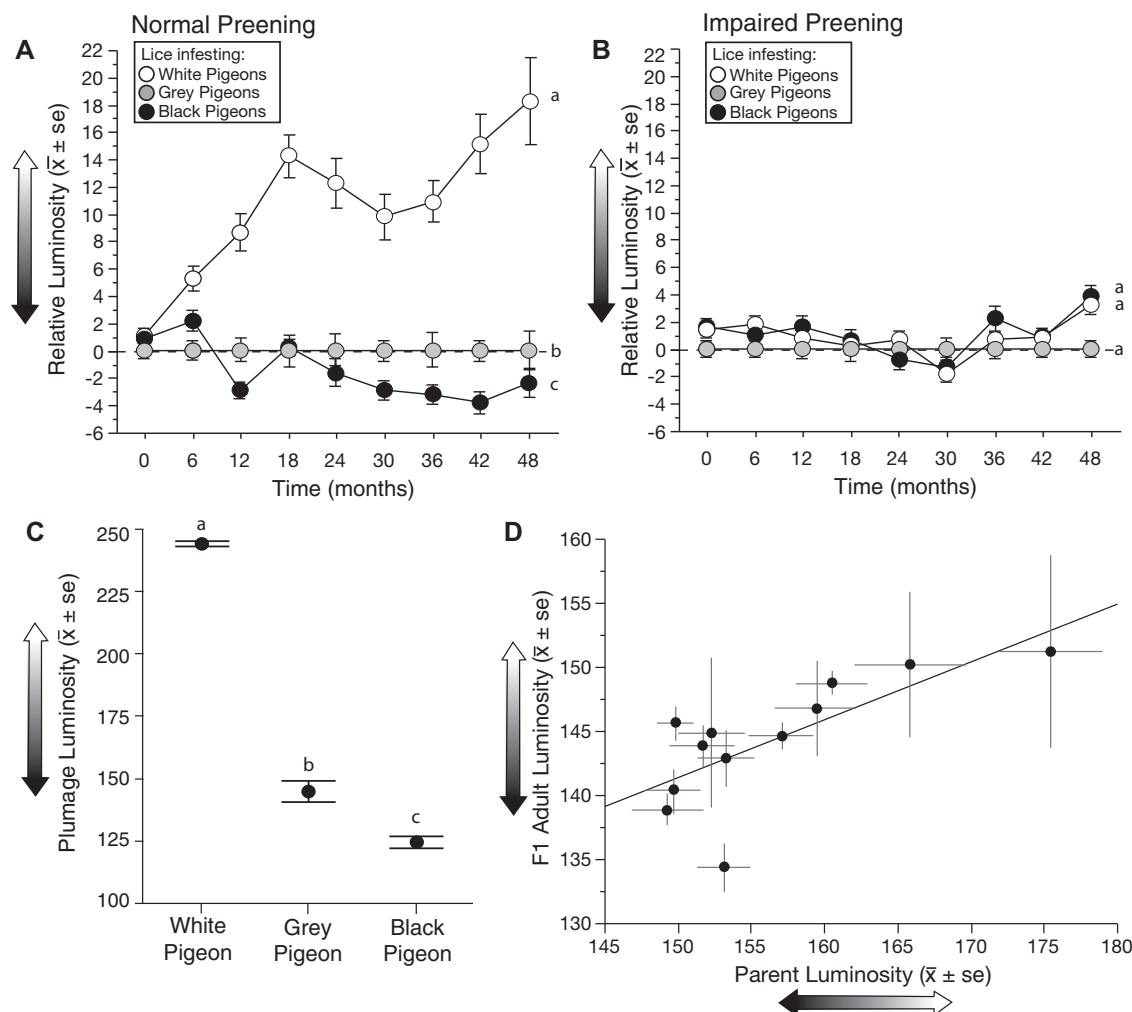 Normal Preening
A
Lice infesting:
White Pigeons
Grey Pigeons
Black Pigeons
Relative Luminosity (x̄ ± se)
22
20
18
16
14
12
10
8
6
4
2
0
-2
-4
-6
a
b
c
0 6 12 18 24 30 36 42 48
Time (months)
Impaired Preening
B
Lice infesting:
White Pigeons
Grey Pigeons
Black Pigeons
Relative Luminosity (x̄ ± se)
22
20
18
16
14
12
10
8
6
4
2
0
-2
-4
-6
a
a
a
0 6 12 18 24 30 36 42 48
Time (months)
C
Plumage Luminosity (x̄ ± se)
250
225
200
175
150
125
100
a
b
c
White Pigeon
Grey Pigeon
Black Pigeon
D
F1 Adult Luminosity (x̄ ± se)
160
155
150
145
140
135
130
145 150 155 160 165 170 175 180
Parent Luminosity (x̄ ± se)